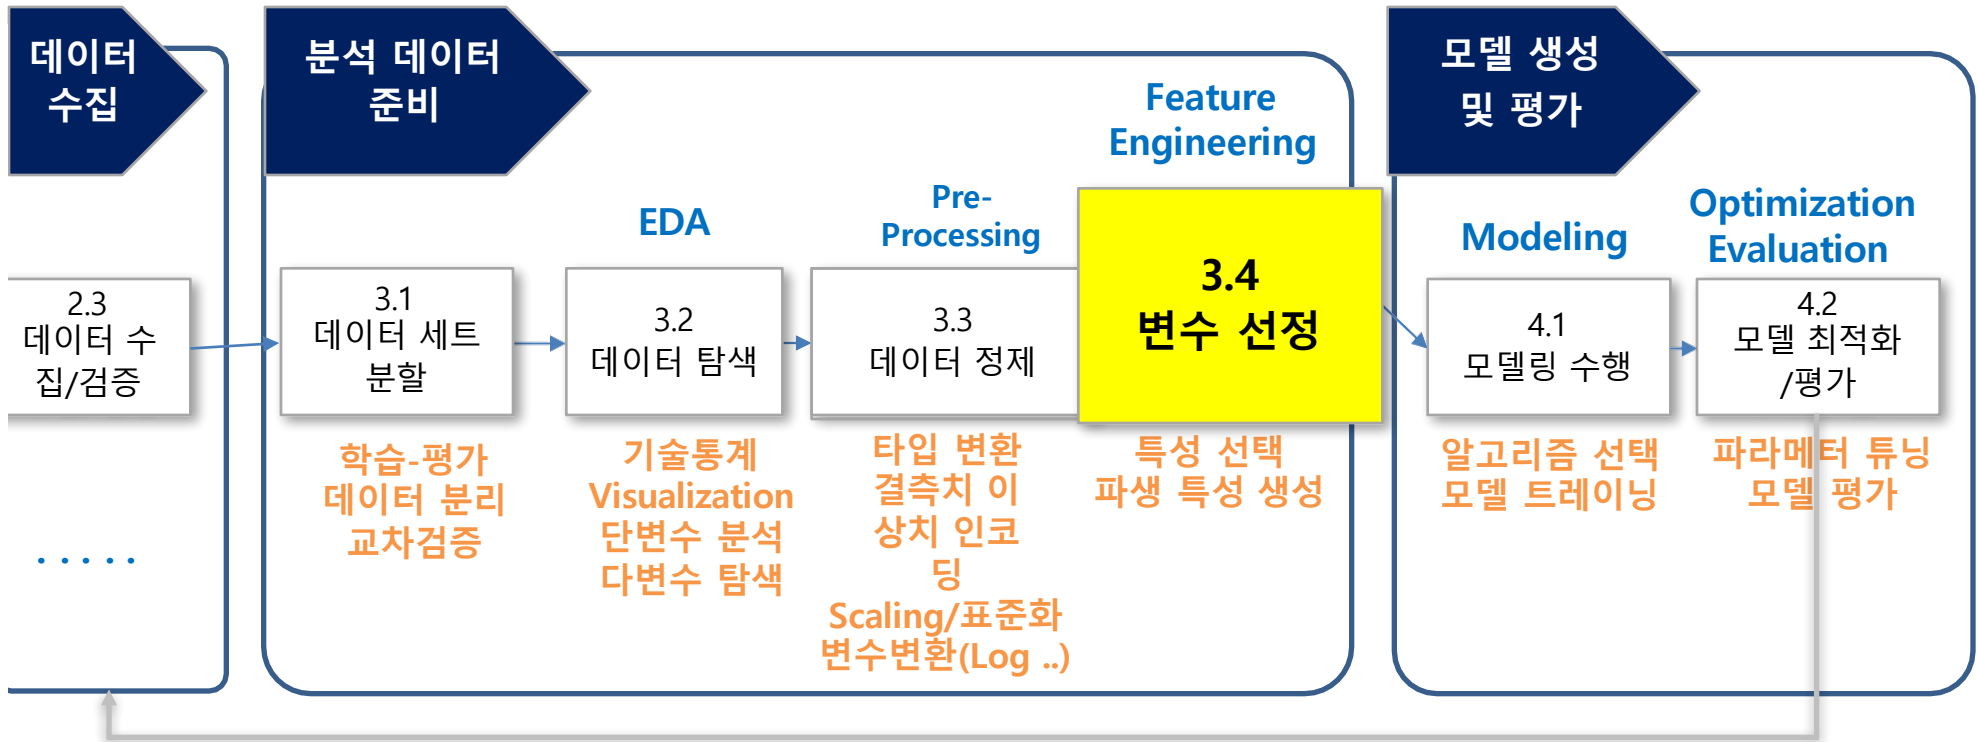 데이터
수집
2.3
데이터 수
집/검증
.....
분석 데이터
준비
3.1
데이터 세트
분할
학습-평가
데이터 분리
교차검증
EDA
3.2
데이터 탐색
기술통계
Visualization
단변수 분석
다변수 탐색
Pre-
Processing
3.3
데이터 정제
타입 변환
결측치 이
상치 인코
딩
Scaling/표준화
변수변환(Log ..)
Feature
Engineering
3.4
변수 선정
특성 선택
파생 특성 생성
모델 생성
및 평가
Modeling
4.1
모델링 수행
알고리즘 선택
모델 트레이닝
Optimization
Evaluation
4.2
모델 최적화
/평가
파라메터 튜닝
모델 평가